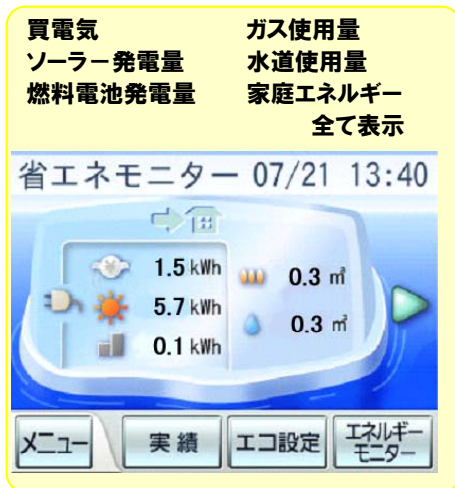 買電気 ガス使用量
ソーラー発電量 水道使用量
燃料電池発電量 家庭エネルギー
全て表示
省エネモニター 07/21 13:40
1.5 kWh 0.3 ㎥
5.7 kWh 0.3 ㎥
0.1 kWh
メニュー 実績 エコ設定 エネルギーモニター